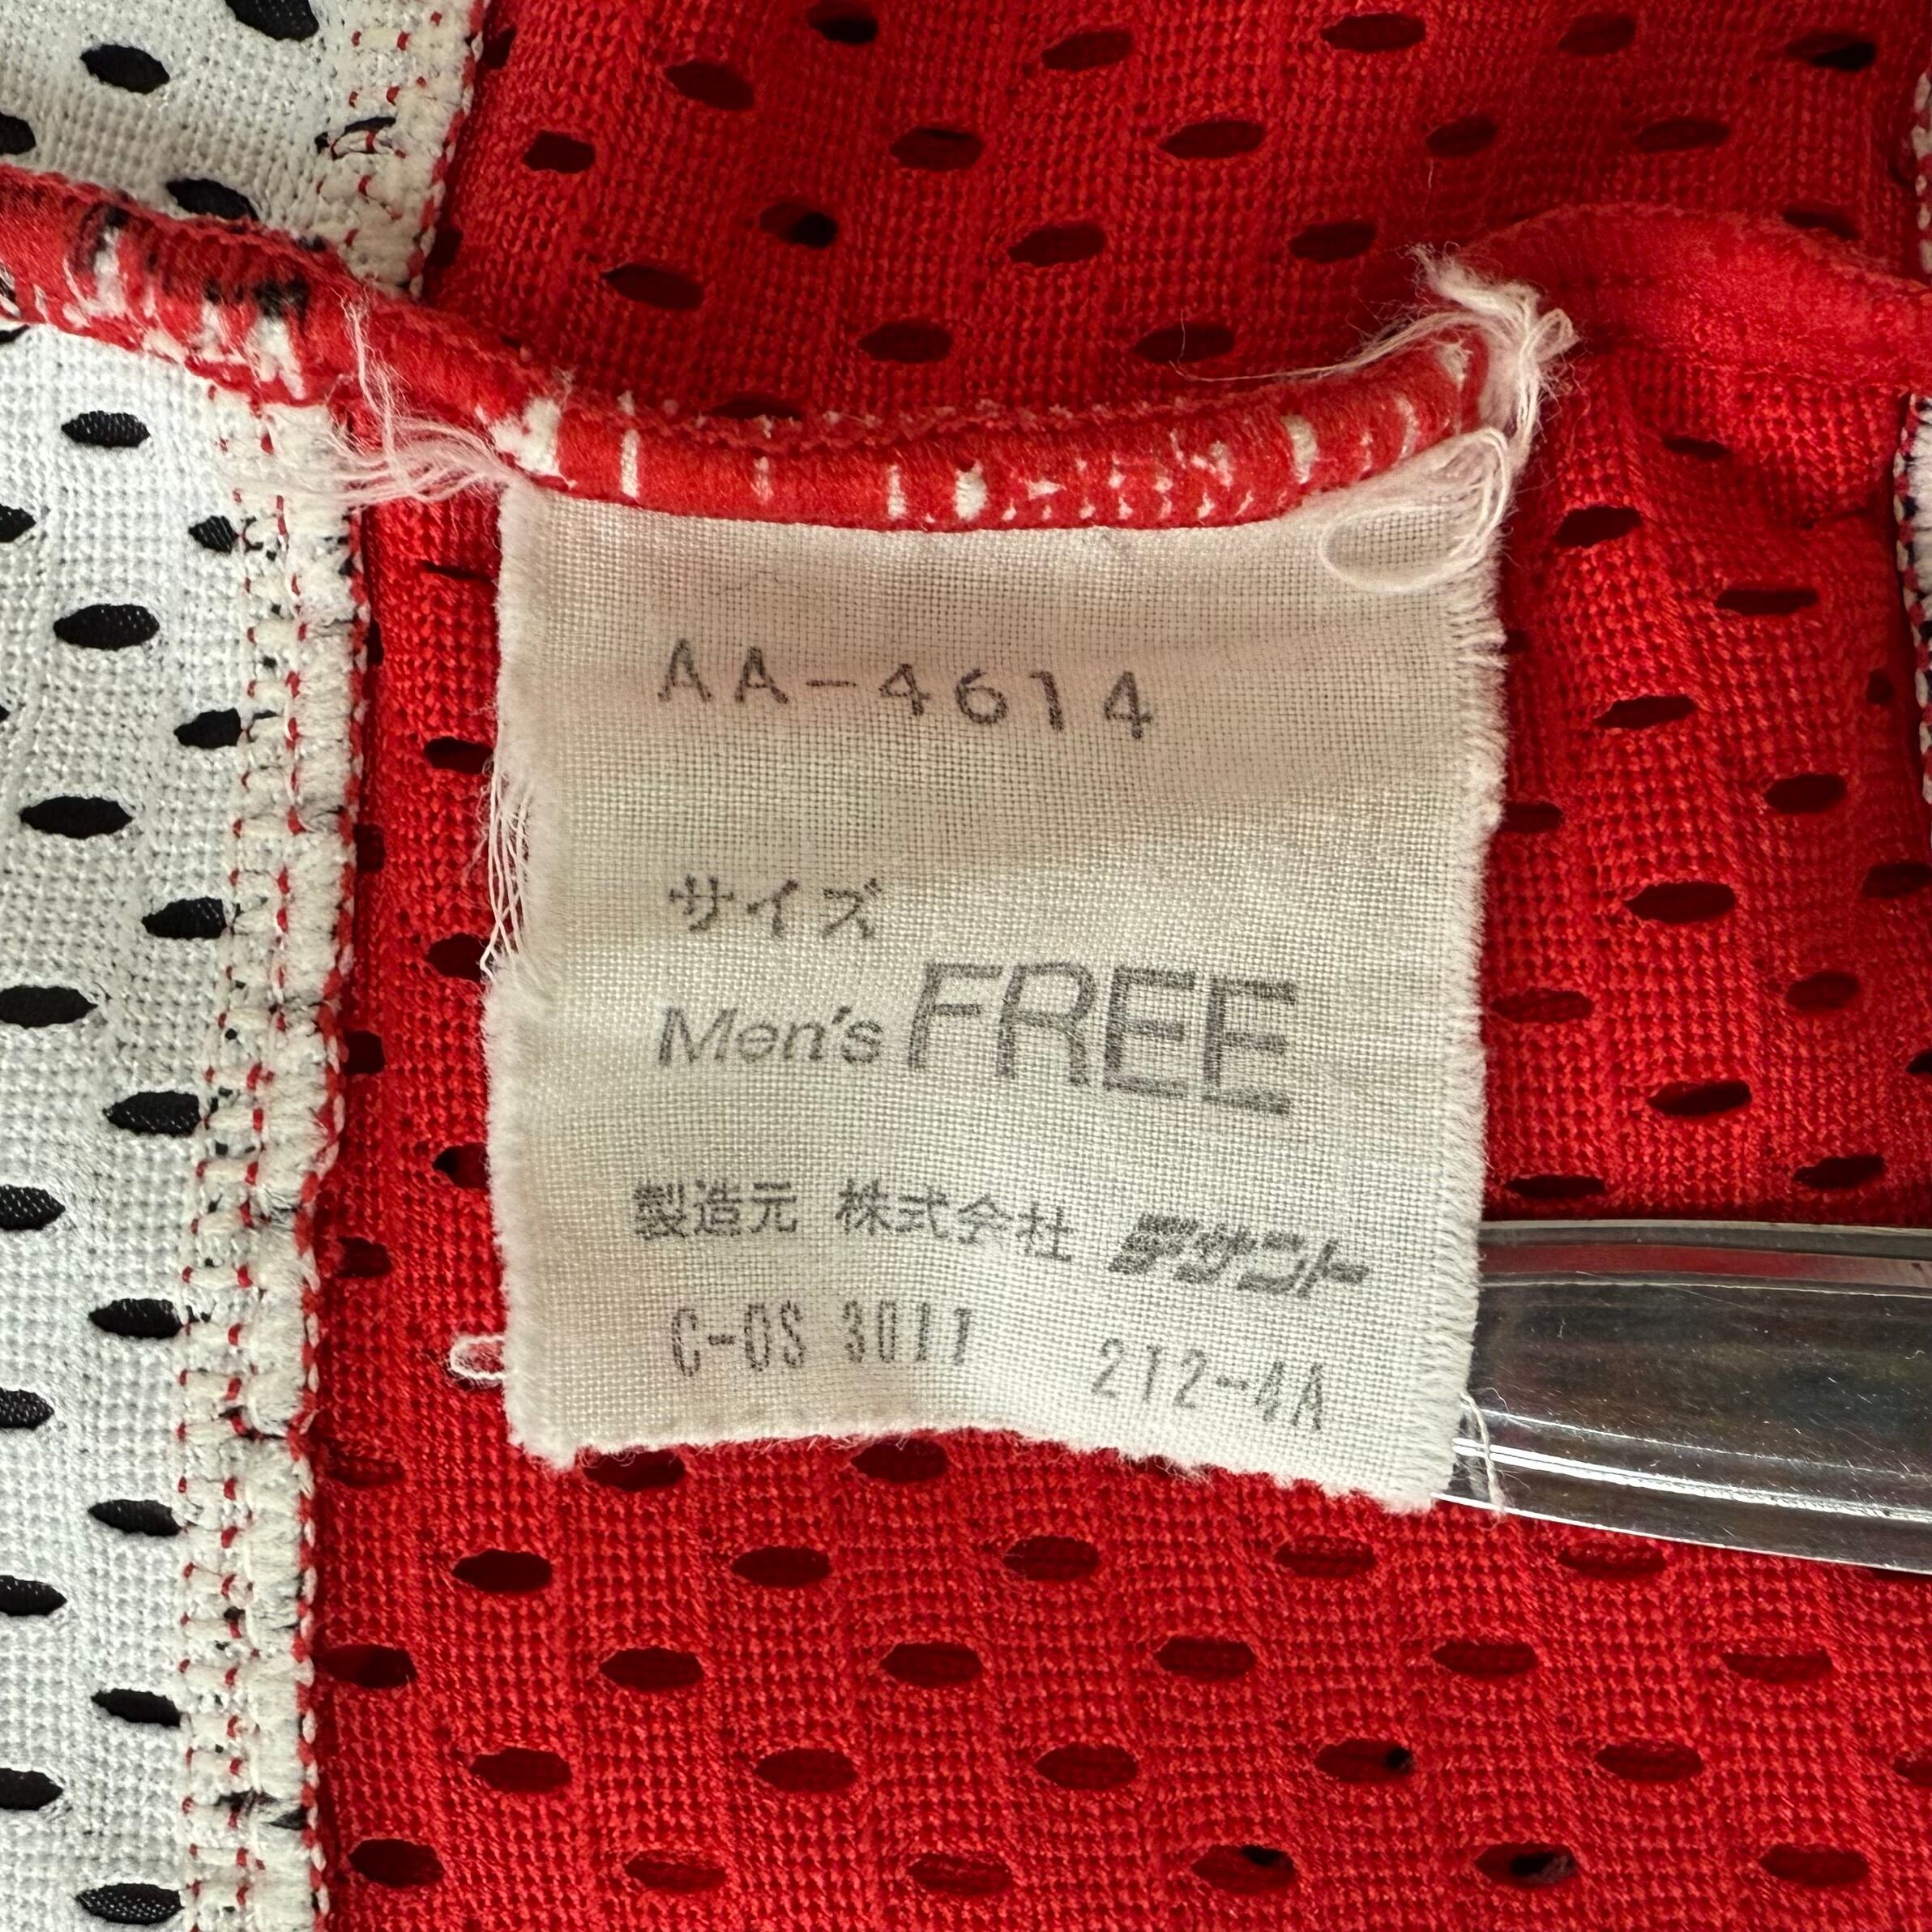 AA-4614
サイズ
Men's FREE
製造元 株式会社 デサント
C-OS 3011 212-4A